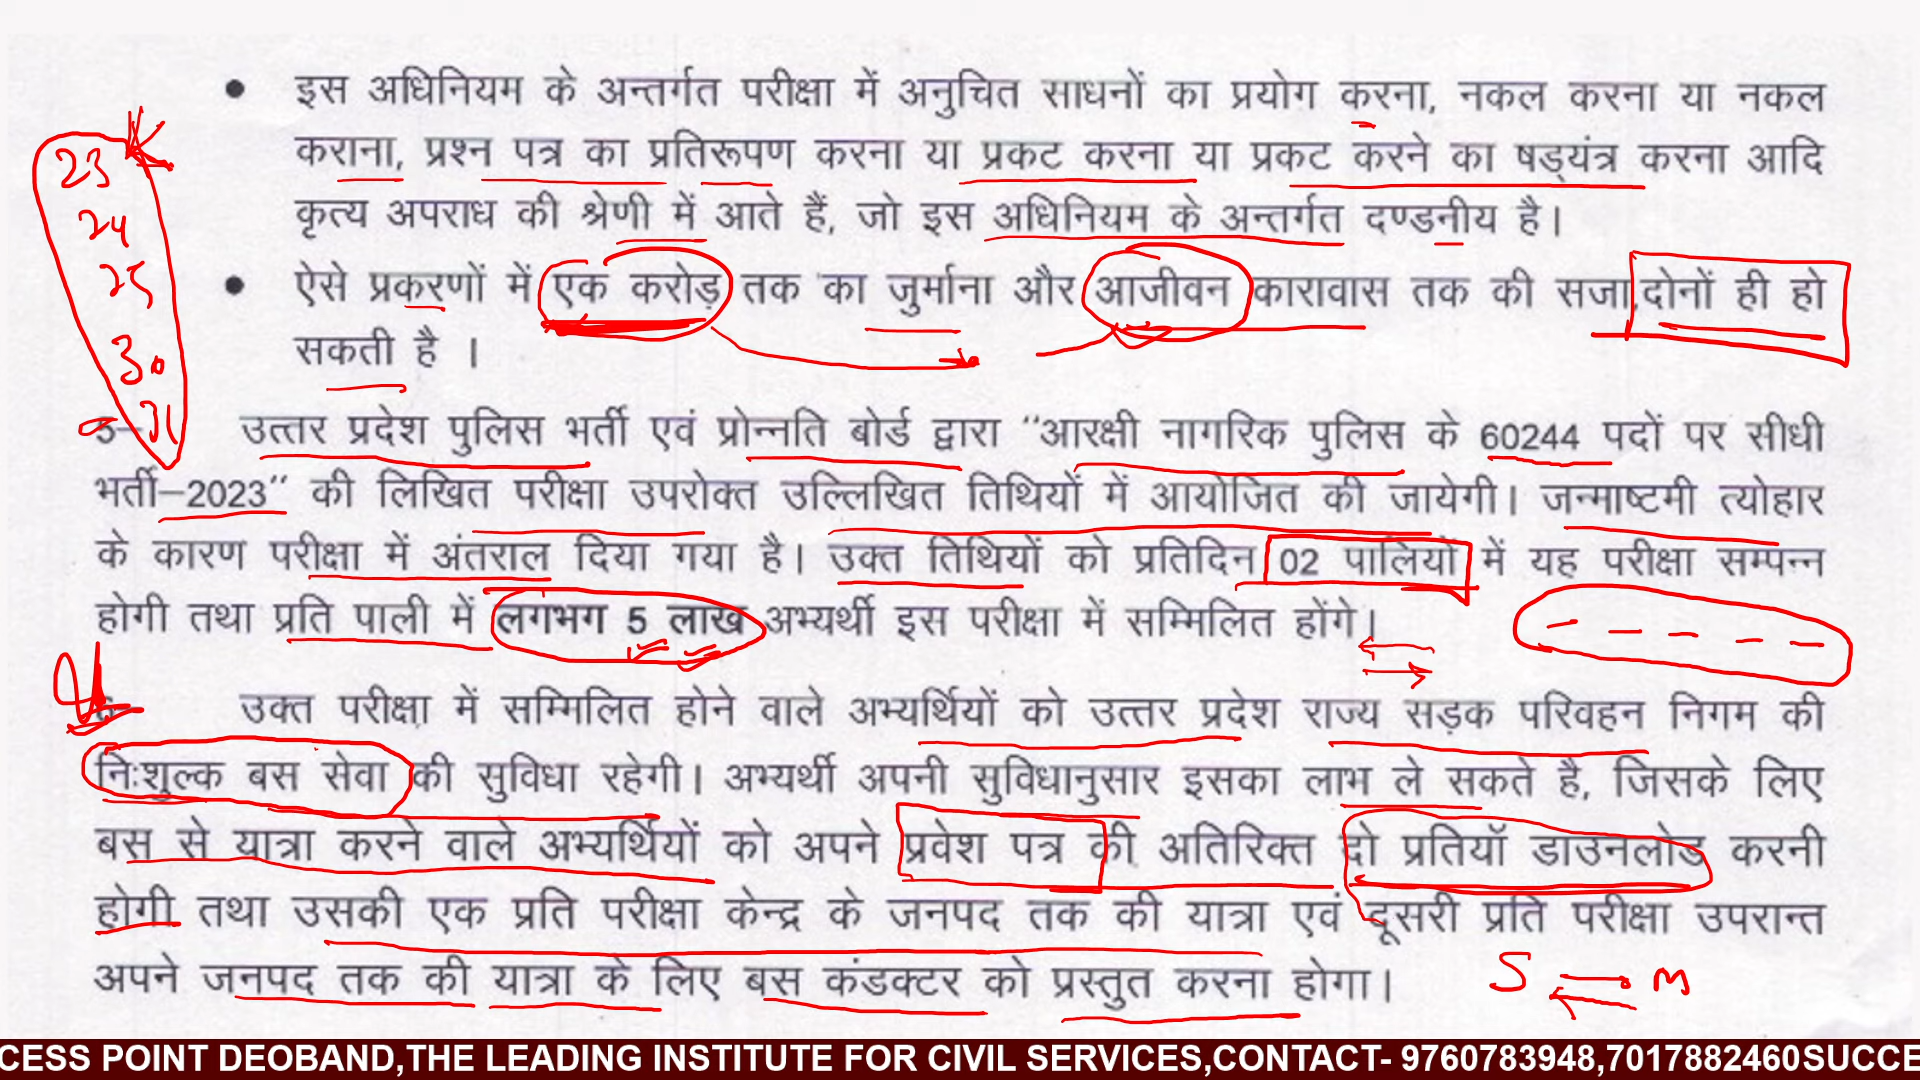 • इस अधिनियम के अन्तर्गत परीक्षा में अनुचित साधनों का प्रयोग करना, नकल करना या नकल
कराना, प्रश्न पत्र का प्रतिरूपण करना या प्रकट करना या प्रकट करने का षड्यंत्र करना आदि
कृत्य अपराध की श्रेणी में आते हैं, जो इस अधिनियम के अन्तर्गत दण्डनीय है।
• ऐसे प्रकरणों में एक करोड़ तक का जुर्माना और आजीवन कारावास तक की सजा,दोनों ही हो
सकती है ।
23
24
25
30
31
5— उत्तर प्रदेश पुलिस भर्ती एवं प्रोन्नति बोर्ड द्वारा ''आरक्षी नागरिक पुलिस के 60244 पदों पर सीधी
भर्ती—2023'' की लिखित परीक्षा उपरोक्त उल्लिखित तिथियों में आयोजित की जायेगी। जन्माष्टमी त्योहार
के कारण परीक्षा में अंतराल दिया गया है। उक्त तिथियों को प्रतिदिन 02 पालियों में यह परीक्षा सम्पन्न
होगी तथा प्रति पाली में लगभग 5 लाख अभ्यर्थी इस परीक्षा में सम्मिलित होंगे।
उक्त परीक्षा में सम्मिलित होने वाले अभ्यर्थियों को उत्तर प्रदेश राज्य सड़क परिवहन निगम की
निःशुल्क बस सेवा की सुविधा रहेगी। अभ्यर्थी अपनी सुविधानुसार इसका लाभ ले सकते है, जिसके लिए
बस से यात्रा करने वाले अभ्यर्थियों को अपने प्रवेश पत्र की अतिरिक्त दो प्रतियॉ डाउनलोड करनी
होगी तथा उसकी एक प्रति परीक्षा केन्द्र के जनपद तक की यात्रा एवं दूसरी प्रति परीक्षा उपरान्त
अपने जनपद तक की यात्रा के लिए बस कंडक्टर को प्रस्तुत करना होगा।
S M
CESS POINT DEOBAND,THE LEADING INSTITUTE FOR CIVIL SERVICES,CONTACT- 9760783948,7017882460SUCCE